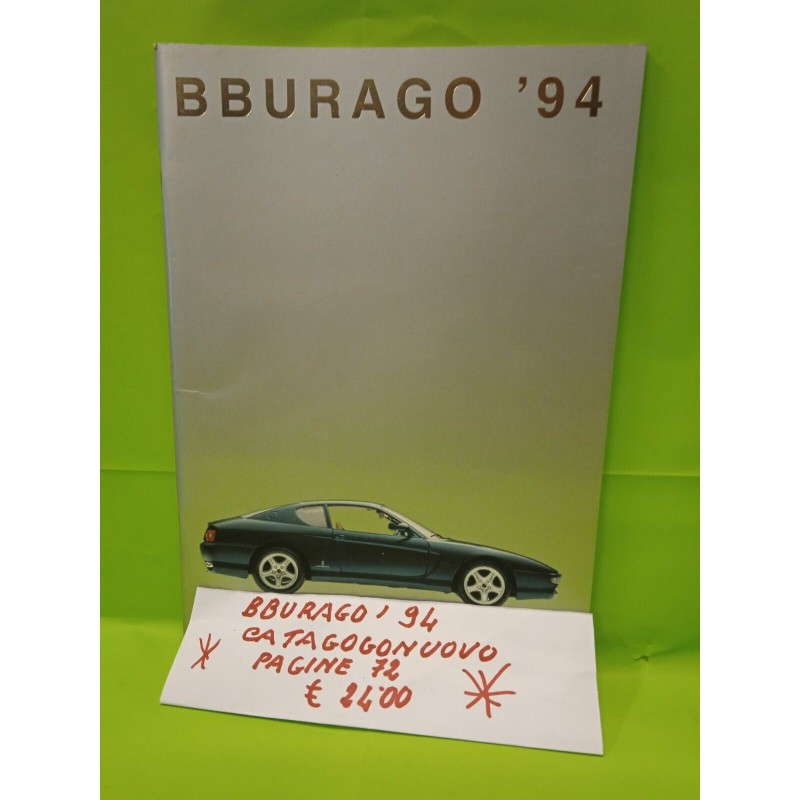 BBURAGO '94
BBURAGO' 94
CATAGOGONUOVO
PAGINE 72
€ 24'00